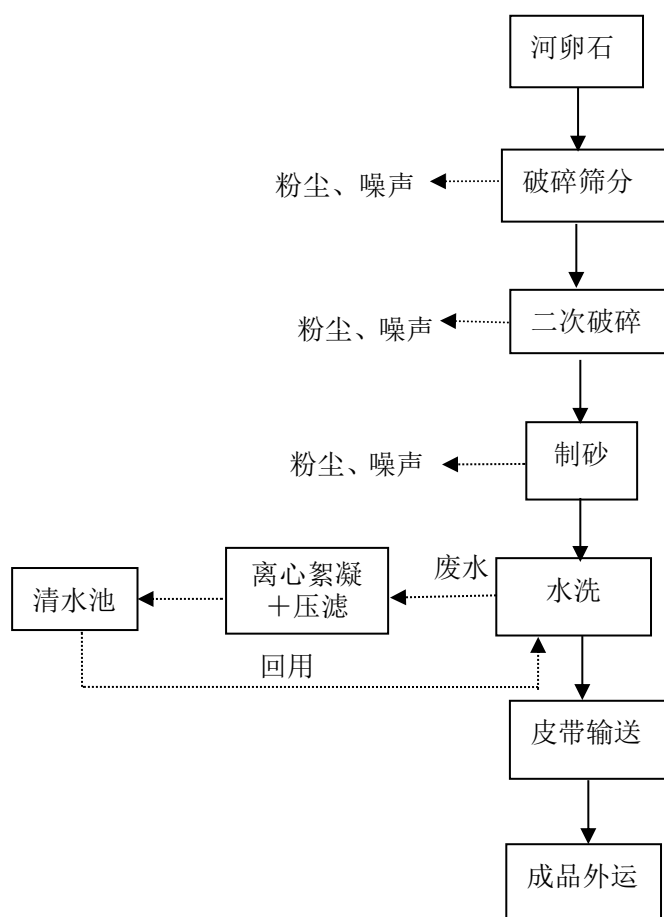 河卵石
粉尘、噪声
破碎筛分
粉尘、噪声
二次破碎
粉尘、噪声
制砂
清水池
离心絮凝
+压滤
废水
水洗
回用
皮带输送
成品外运